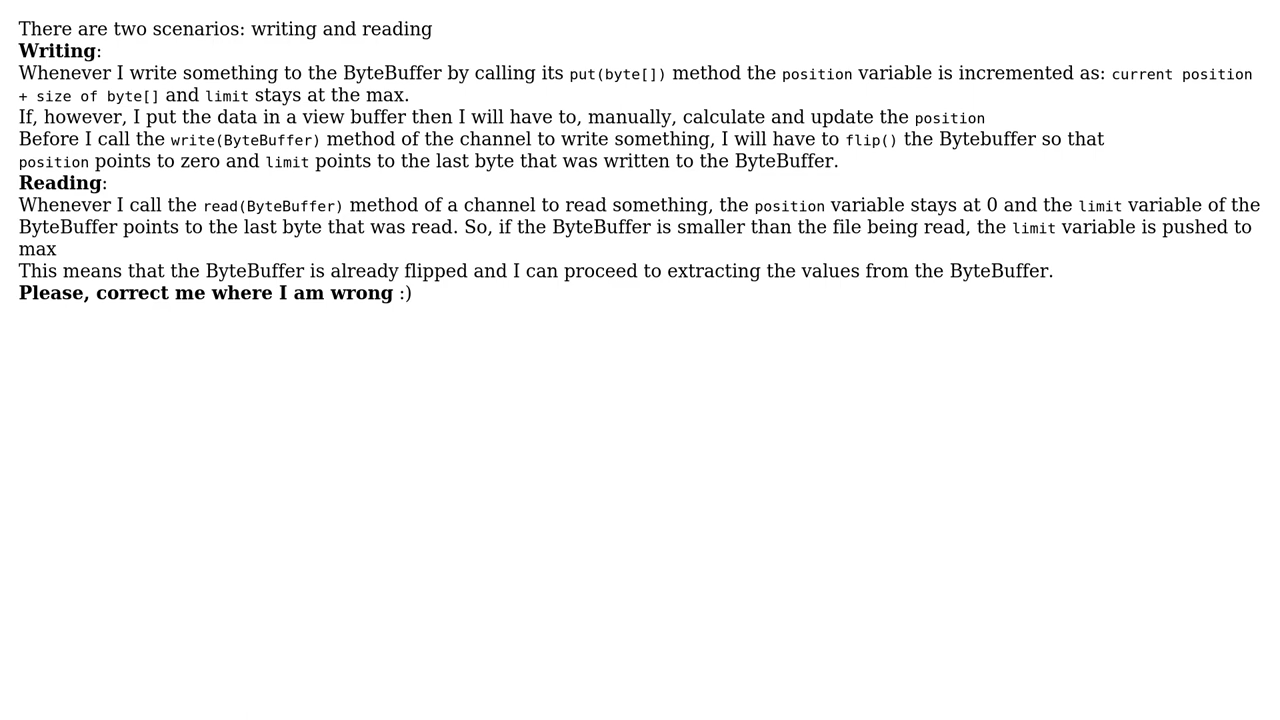 There are two scenarios: writing and reading
Writing:
Whenever I write something to the ByteBuffer by calling its put(byte[]) method the position variable is incremented as: current position
+ size of byte[] and limit stays at the max.
If, however, I put the data in a view buffer then I will have to, manually, calculate and update the position
Before I call the write(ByteBuffer) method of the channel to write something, I will have to flip() the Bytebuffer so that
position points to zero and limit points to the last byte that was written to the ByteBuffer.
Reading:
Whenever I call the read(ByteBuffer) method of a channel to read something, the position variable stays at 0 and the limit variable of the
ByteBuffer points to the last byte that was read. So, if the ByteBuffer is smaller than the file being read, the limit variable is pushed to
max
This means that the ByteBuffer is already flipped and I can proceed to extracting the values from the ByteBuffer.
Please, correct me where I am wrong :)